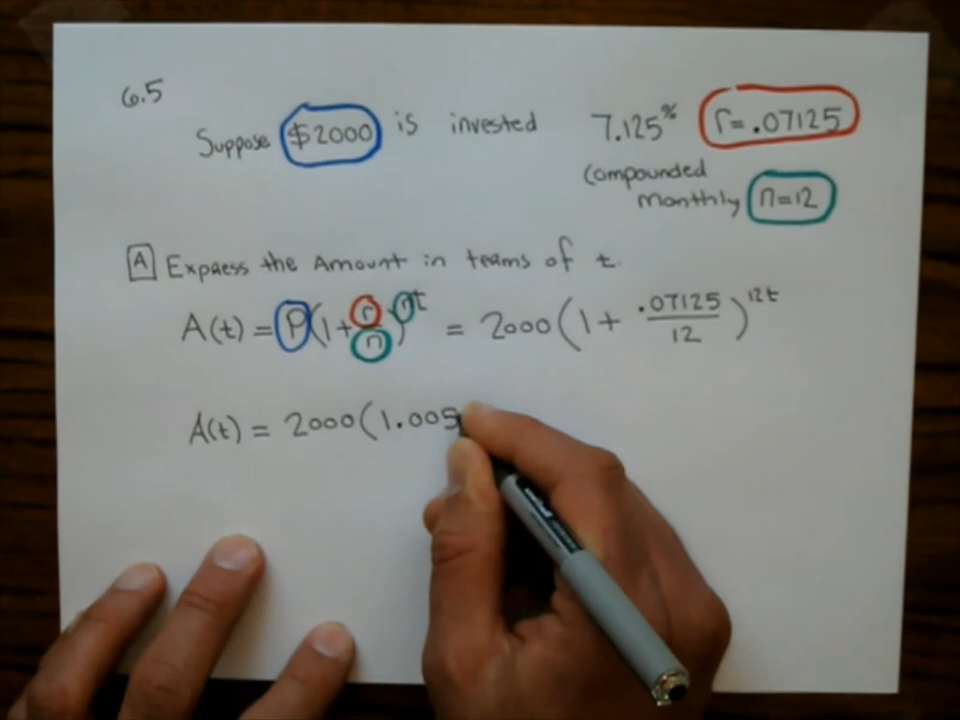 6.5
Suppose $2000 is invested 7.125% r=.07125
compounded
monthly n=12
A Express the Amount in terms of t.
A(t) = P(1+r/n)^nt = 2000(1+.07125/12)^12t
A(t) = 2000(1.005